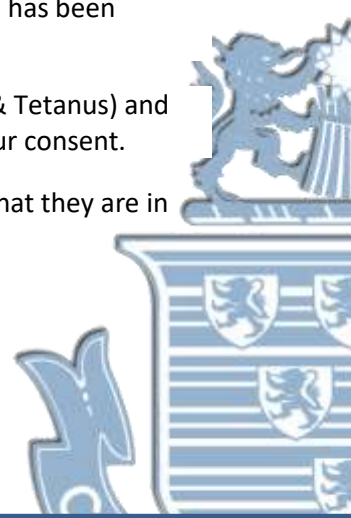 has been
& Tetanus) and
ur consent.
hat they are in